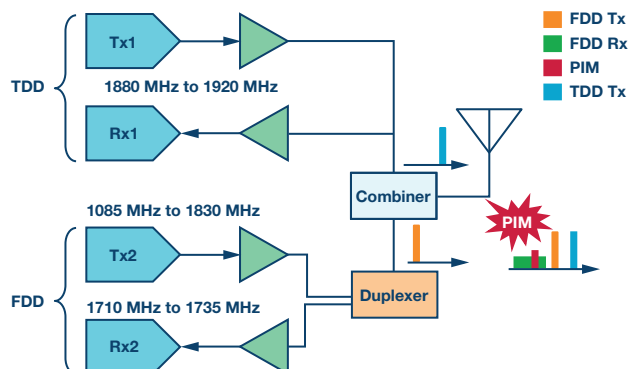 Tx1
FDD Tx
FDD Rx
PIM
TDD Tx
TDD
1880 MHz to 1920 MHz
Rx1
Combiner
PIM
1085 MHz to 1830 MHz
Tx2
FDD
Duplexer
1710 MHz to 1735 MHz
Rx2